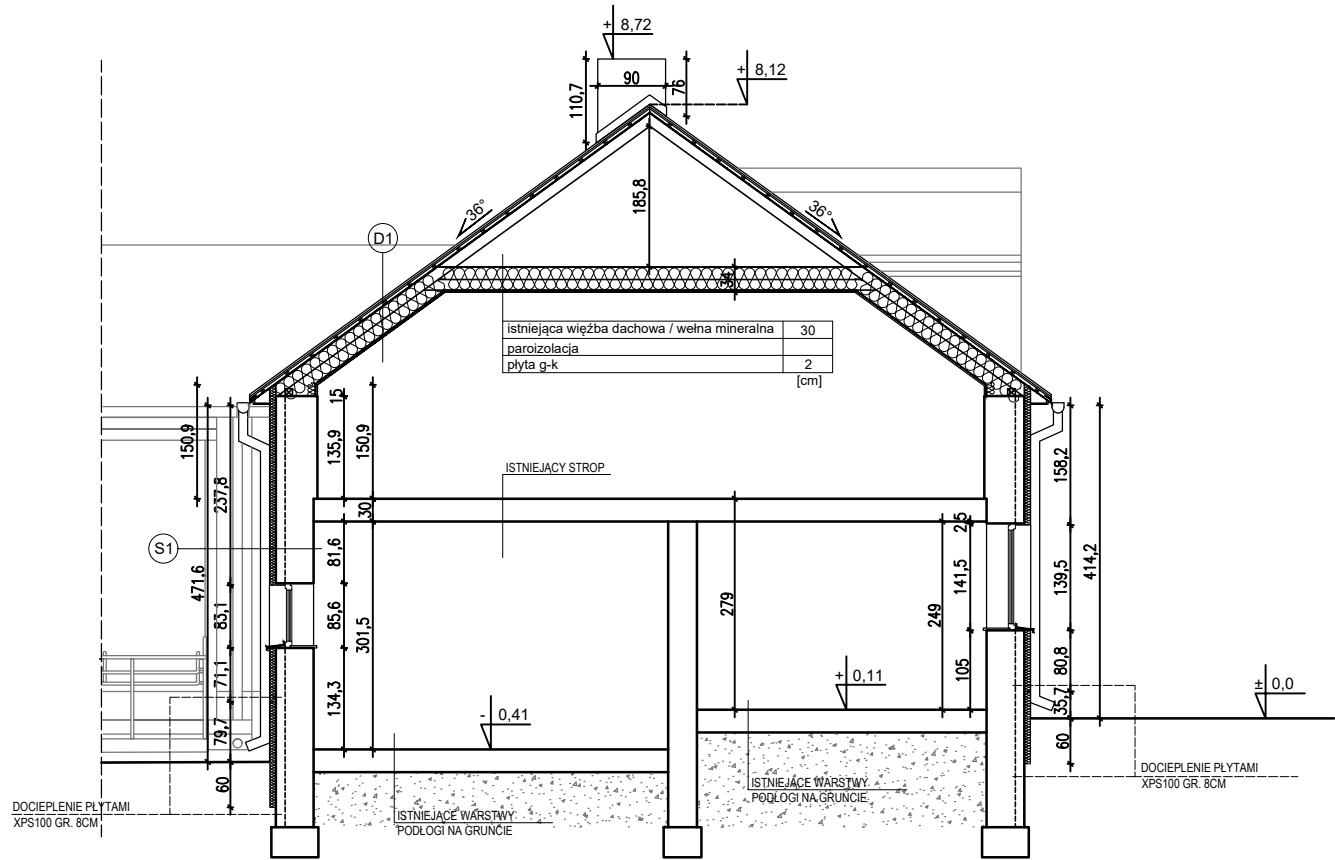 + 8,72
+ 8,12
110,7
90
76
185,8
36°
36°
D1
34
istniejąca więźba dachowa / wełna mineralna 30
paroizolacja
płyta g-k 2
[cm]
150,9
237,8
135,9
15
150,9
158,2
ISTNIEJĄCY STROP
30
S1
471,6
81,6
2,5
414,2
83,1
85,6
301,5
279
249
141,5
139,5
71,1
134,3
105
80,8
+ 0,11
± 0,0
- 0,41
79,7
35,7
60
60
DOCIEPLENIE PŁYTAMI
XPS100 GR. 8CM
ISTNIEJĄCE WARSTWY
PODŁOGI NA GRUNCIE
ISTNIEJĄCE WARSTWY
PODŁOGI NA GRUNCIE
DOCIEPLENIE PŁYTAMI
XPS100 GR. 8CM